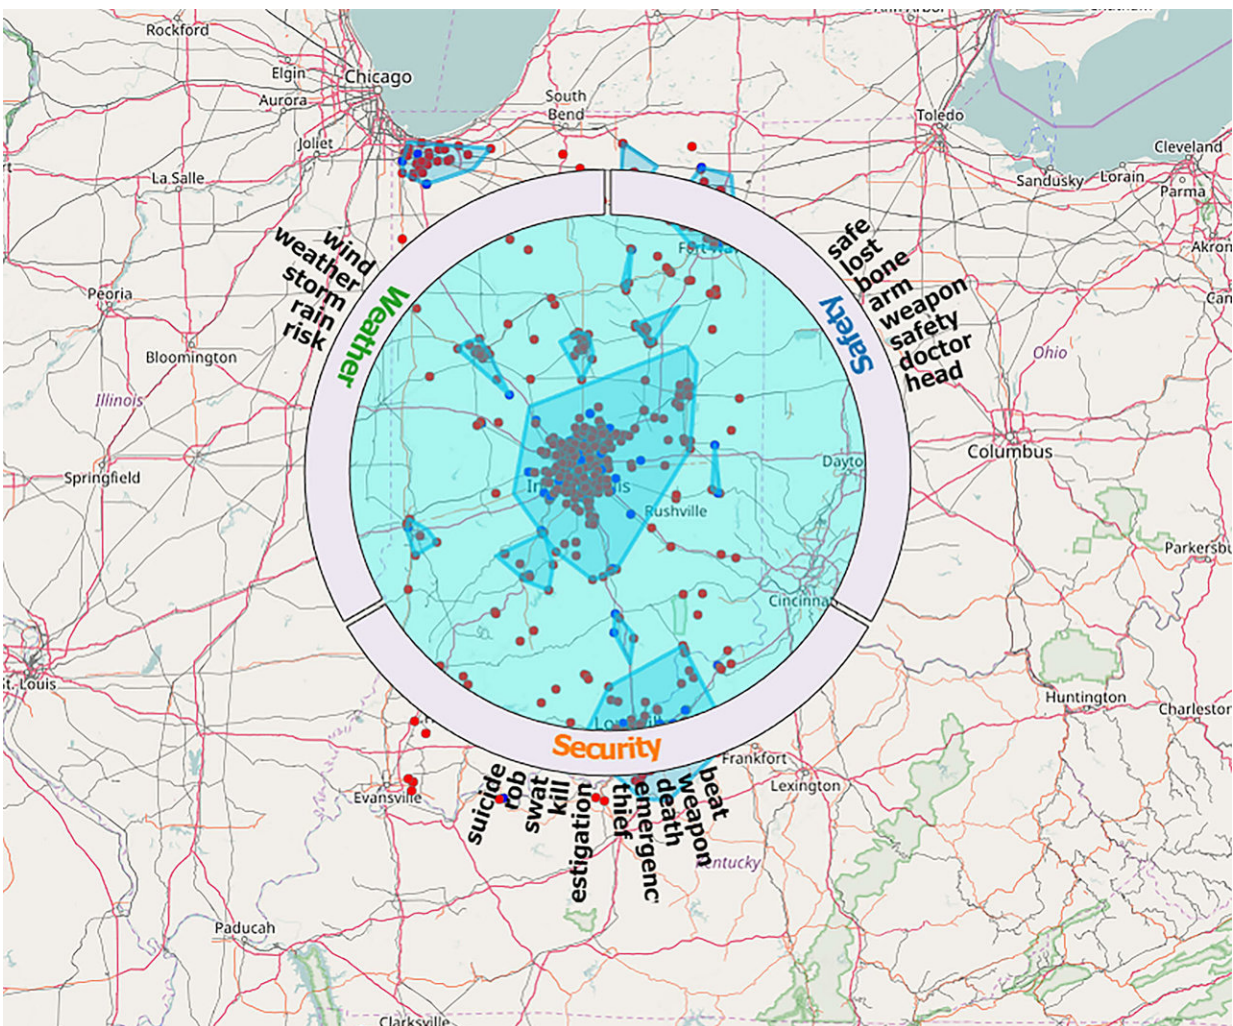 Rockford
Elgin
Chicago
Aurora
South
Bend
Joliet
La Salle
Toledo
Cleveland
Sandusky
Lorain
Parma
Akron
Peoria
Bloomington
Illinois
Springfield
St. Louis
wind
weather
storm
rain
risk
Weather
safe
lost
bone
arm
weapon
safety
doctor
head
Safety
Ohio
Columbus
Dayto
Rushville
Cincinna
Parkersbu
Huntington
Charleston
Security
suicide
rob
swat
kill
estigation
thief
emergenc
death
weapon
beat
Evansville
Frankfort
Lexington
Kentucky
Paducah
Clarksville